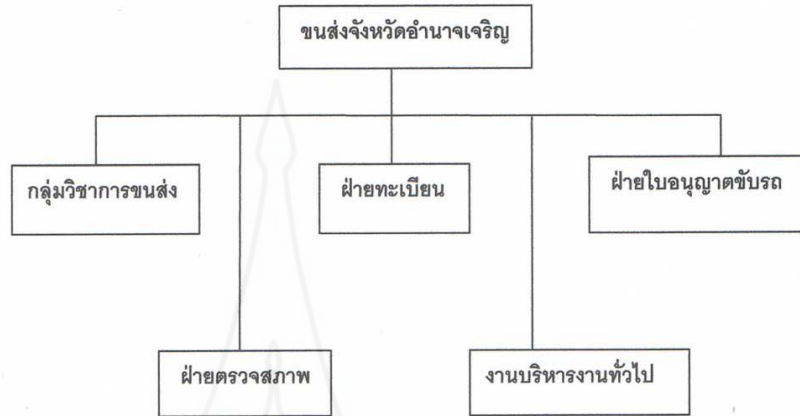 ขนส่งจังหวัดอำนาจเจริญ
กลุ่มวิชาการขนส่ง
ฝ่ายทะเบียน
ฝ่ายใบอนุญาตขับรถ
ฝ่ายตรวจสภาพ
งานบริหารงานทั่วไป